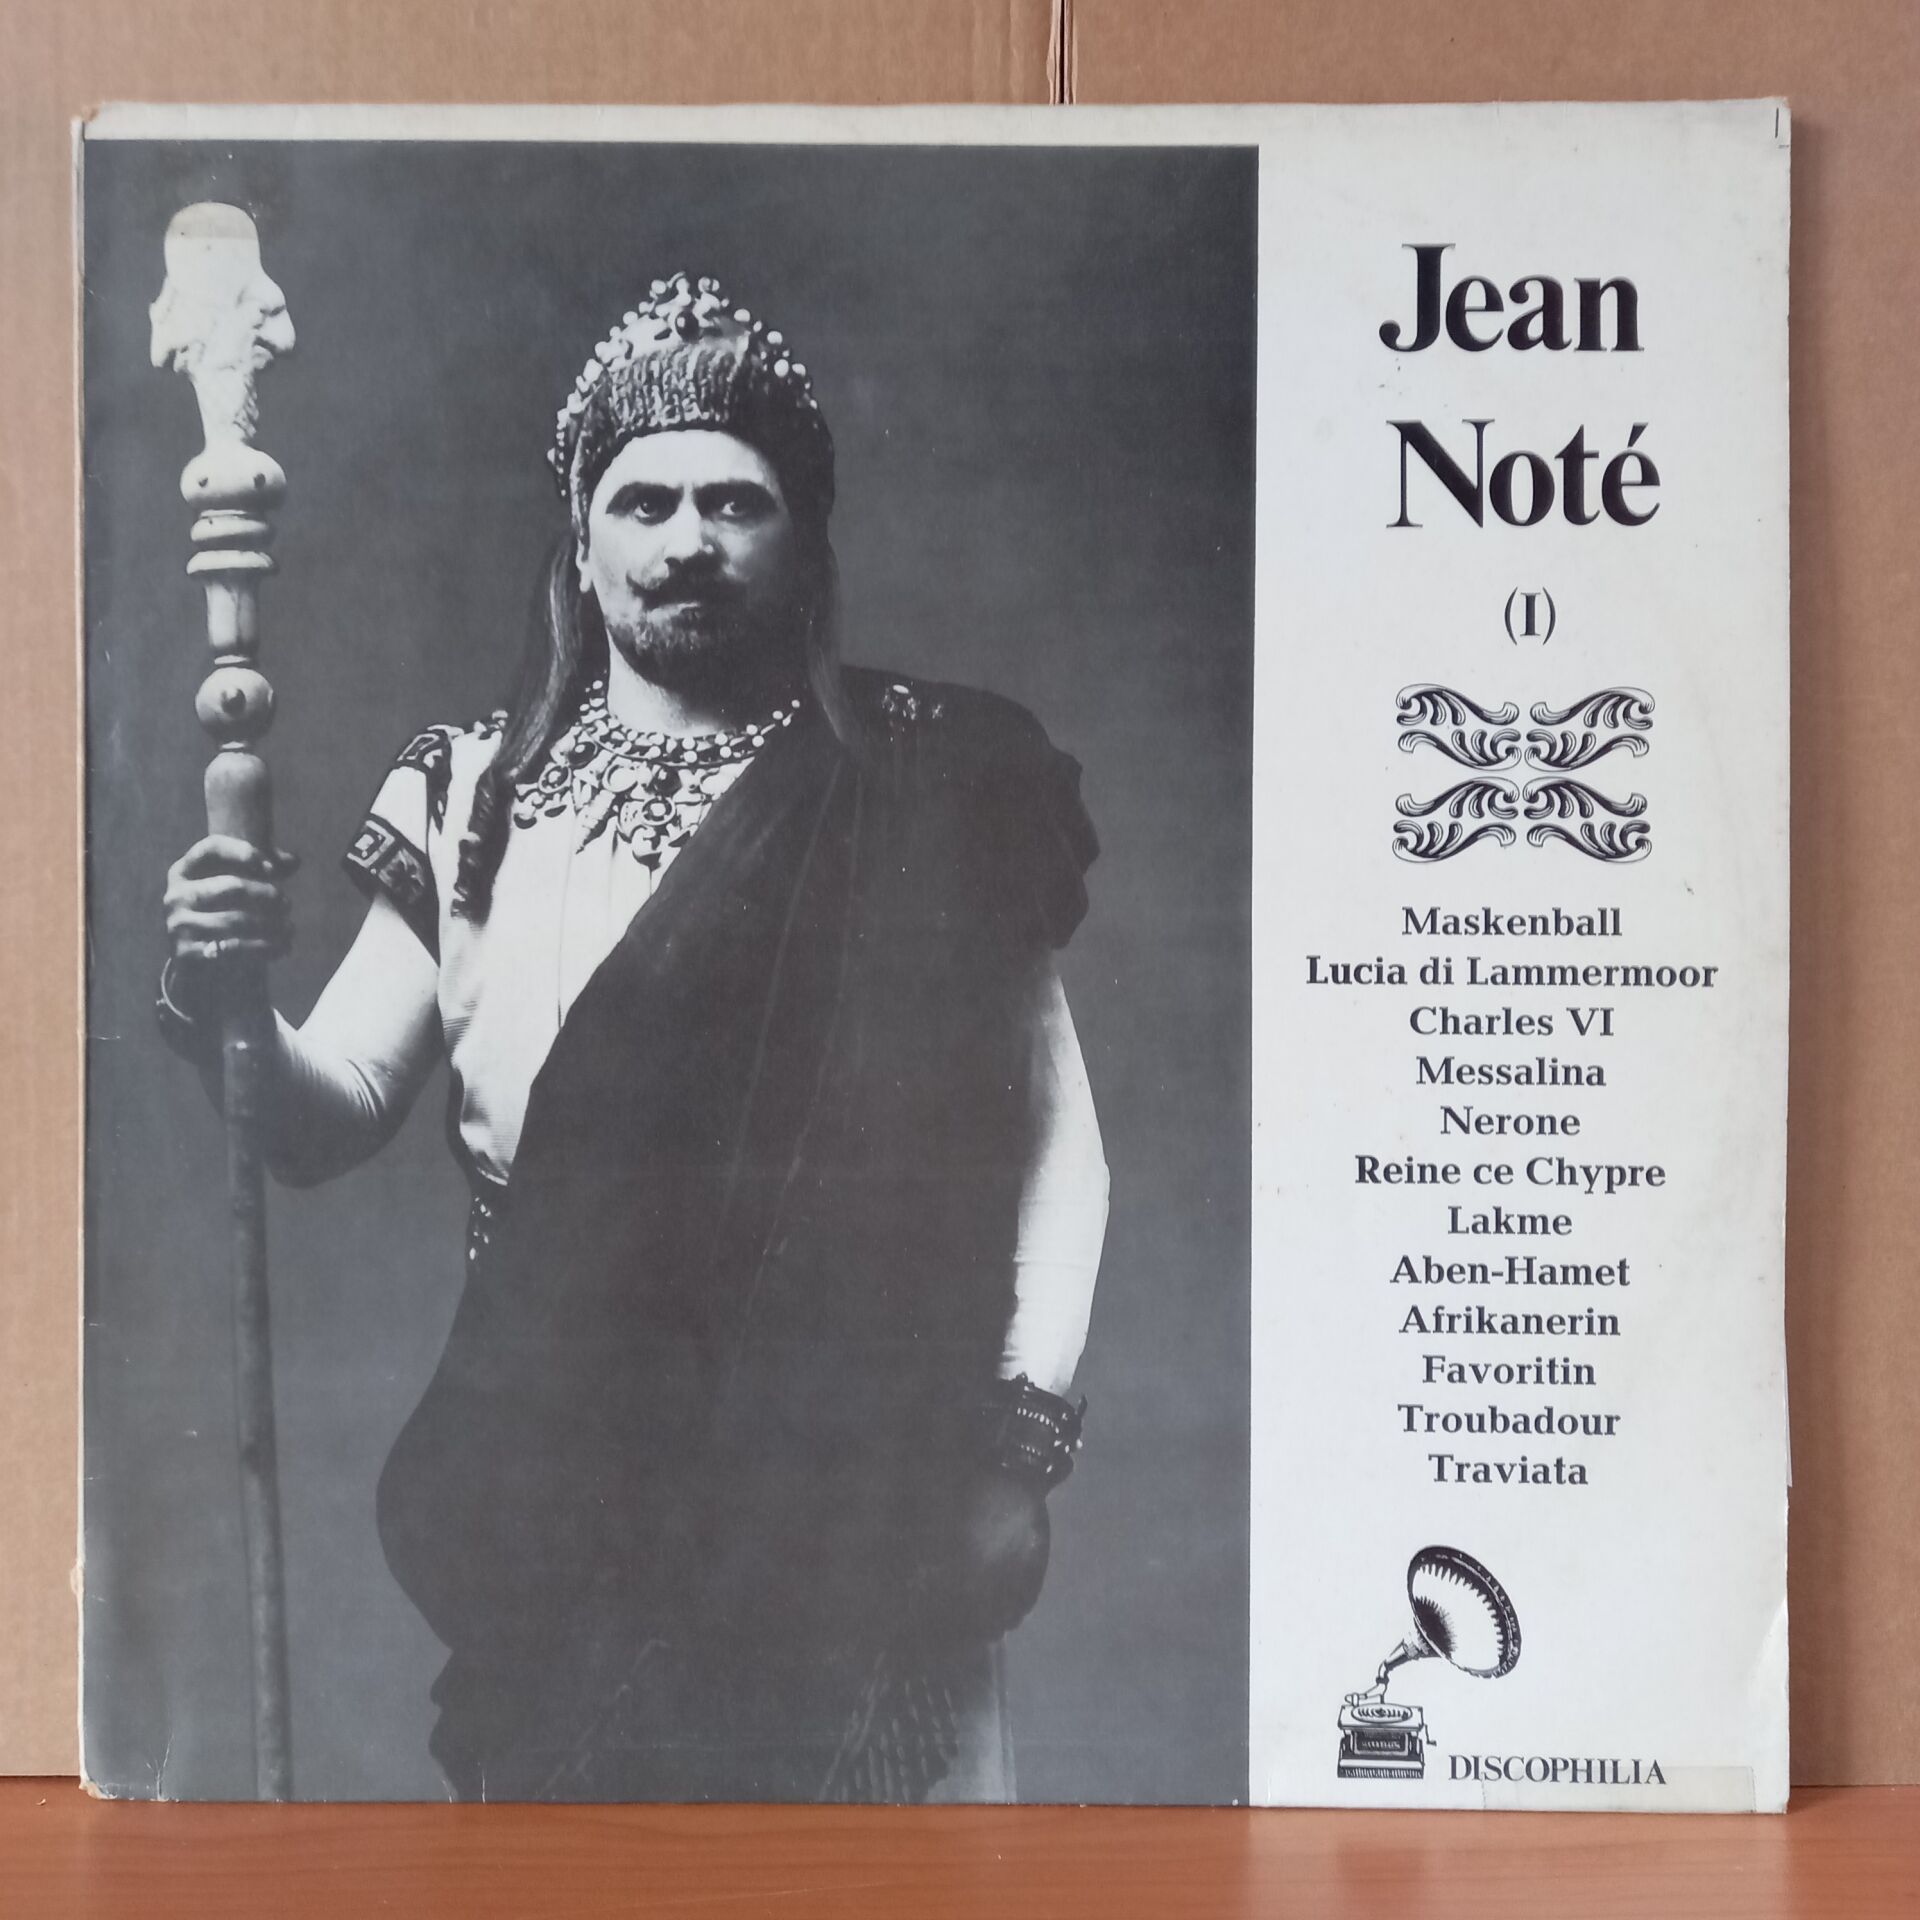 Jean
Noté
(I)
Maskenball
Lucia di Lammermoor
Charles VI
Messalina
Nerone
Reine ce Chypre
Lakme
Aben-Hamet
Afrikanerin
Favoritin
Troubadour
Traviata
DISCOPHILIA